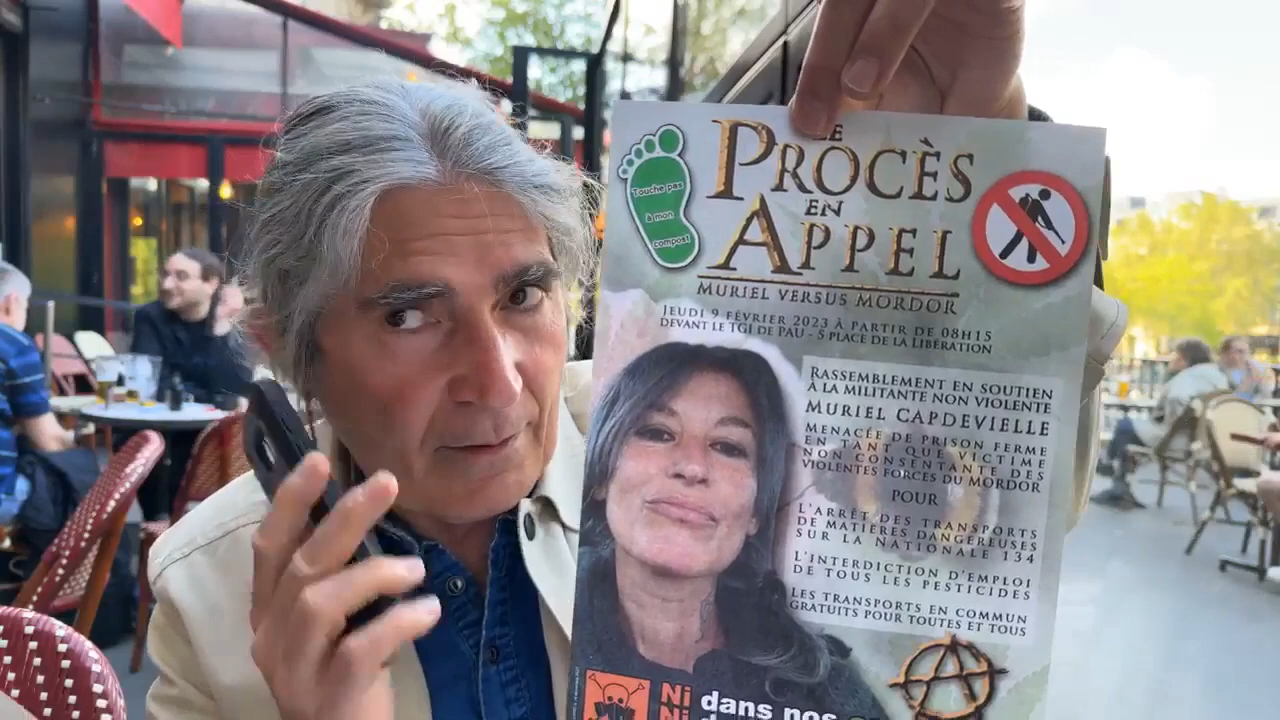 Touche pas
à mon
compost
LE
PROCÈS
EN
APPEL
MURIEL VERSUS MORDOR
JEUDI 9 FÉVRIER 2023 À PARTIR DE 08H15
DEVANT LE TGI DE PAU - 5 PLACE DE LA LIBÉRATION
RASSEMBLEMENT EN SOUTIEN
À LA MILITANTE NON VIOLENTE
MURIEL CAPDEVIELLE
MENACÉE DE PRISON FERME
EN TANT QUE VICTIME
NON CONSENTANTE DES
VIOLENTES FORCES DU MORDOR
POUR
L'ARRÊT DES TRANSPORTS
DE MATIÈRES DANGEREUSES
SUR LA NATIONALE 134
L'INTERDICTION D'EMPLOI
DE TOUS LES PESTICIDES
LES TRANSPORTS EN COMMUN
GRATUITS POUR TOUTES ET TOUS
Ni dans nos
Ni